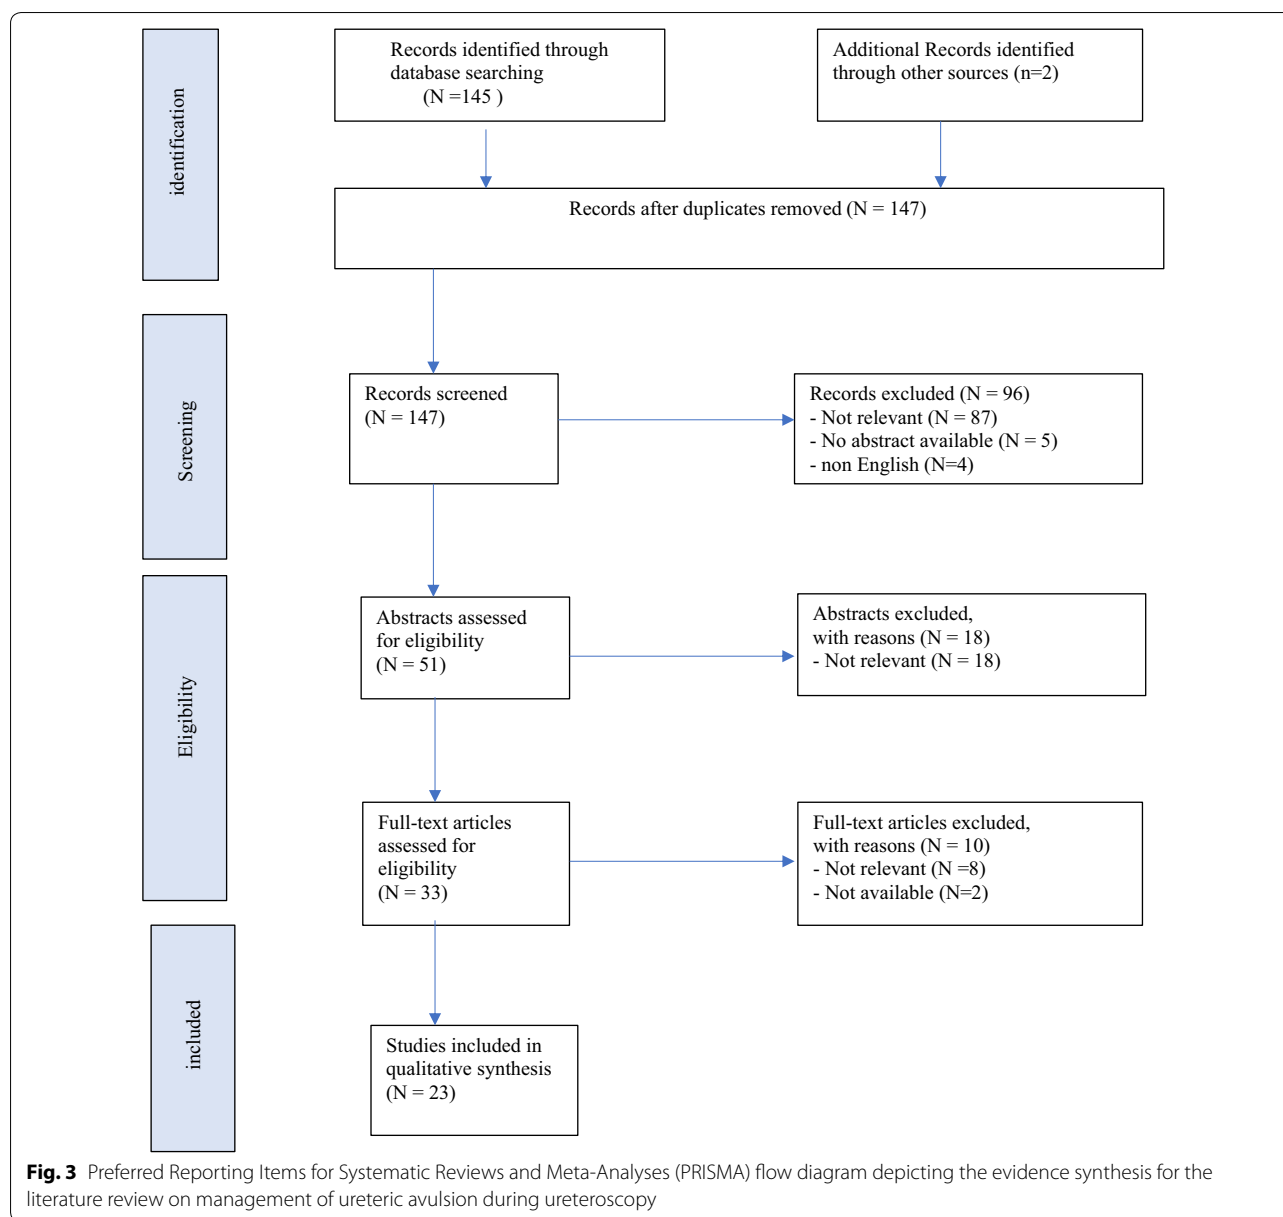 identification
Records identified through
database searching
(N =145 )
Additional Records identified
through other sources (n=2)
Records after duplicates removed (N = 147)
Screening
Records screened
(N = 147)
Records excluded (N = 96)
- Not relevant (N = 87)
- No abstract available (N = 5)
- non English (N=4)
Eligibility
Abstracts assessed
for eligibility
(N = 51)
Abstracts excluded,
with reasons (N = 18)
- Not relevant (N = 18)
Full-text articles
assessed for
eligibility
(N = 33)
Full-text articles excluded,
with reasons (N = 10)
- Not relevant (N =8)
- Not available (N=2)
included
Studies included in
qualitative synthesis
(N = 23)
Fig. 3 Preferred Reporting Items for Systematic Reviews and Meta-Analyses (PRISMA) flow diagram depicting the evidence synthesis for the
literature review on management of ureteric avulsion during ureteroscopy